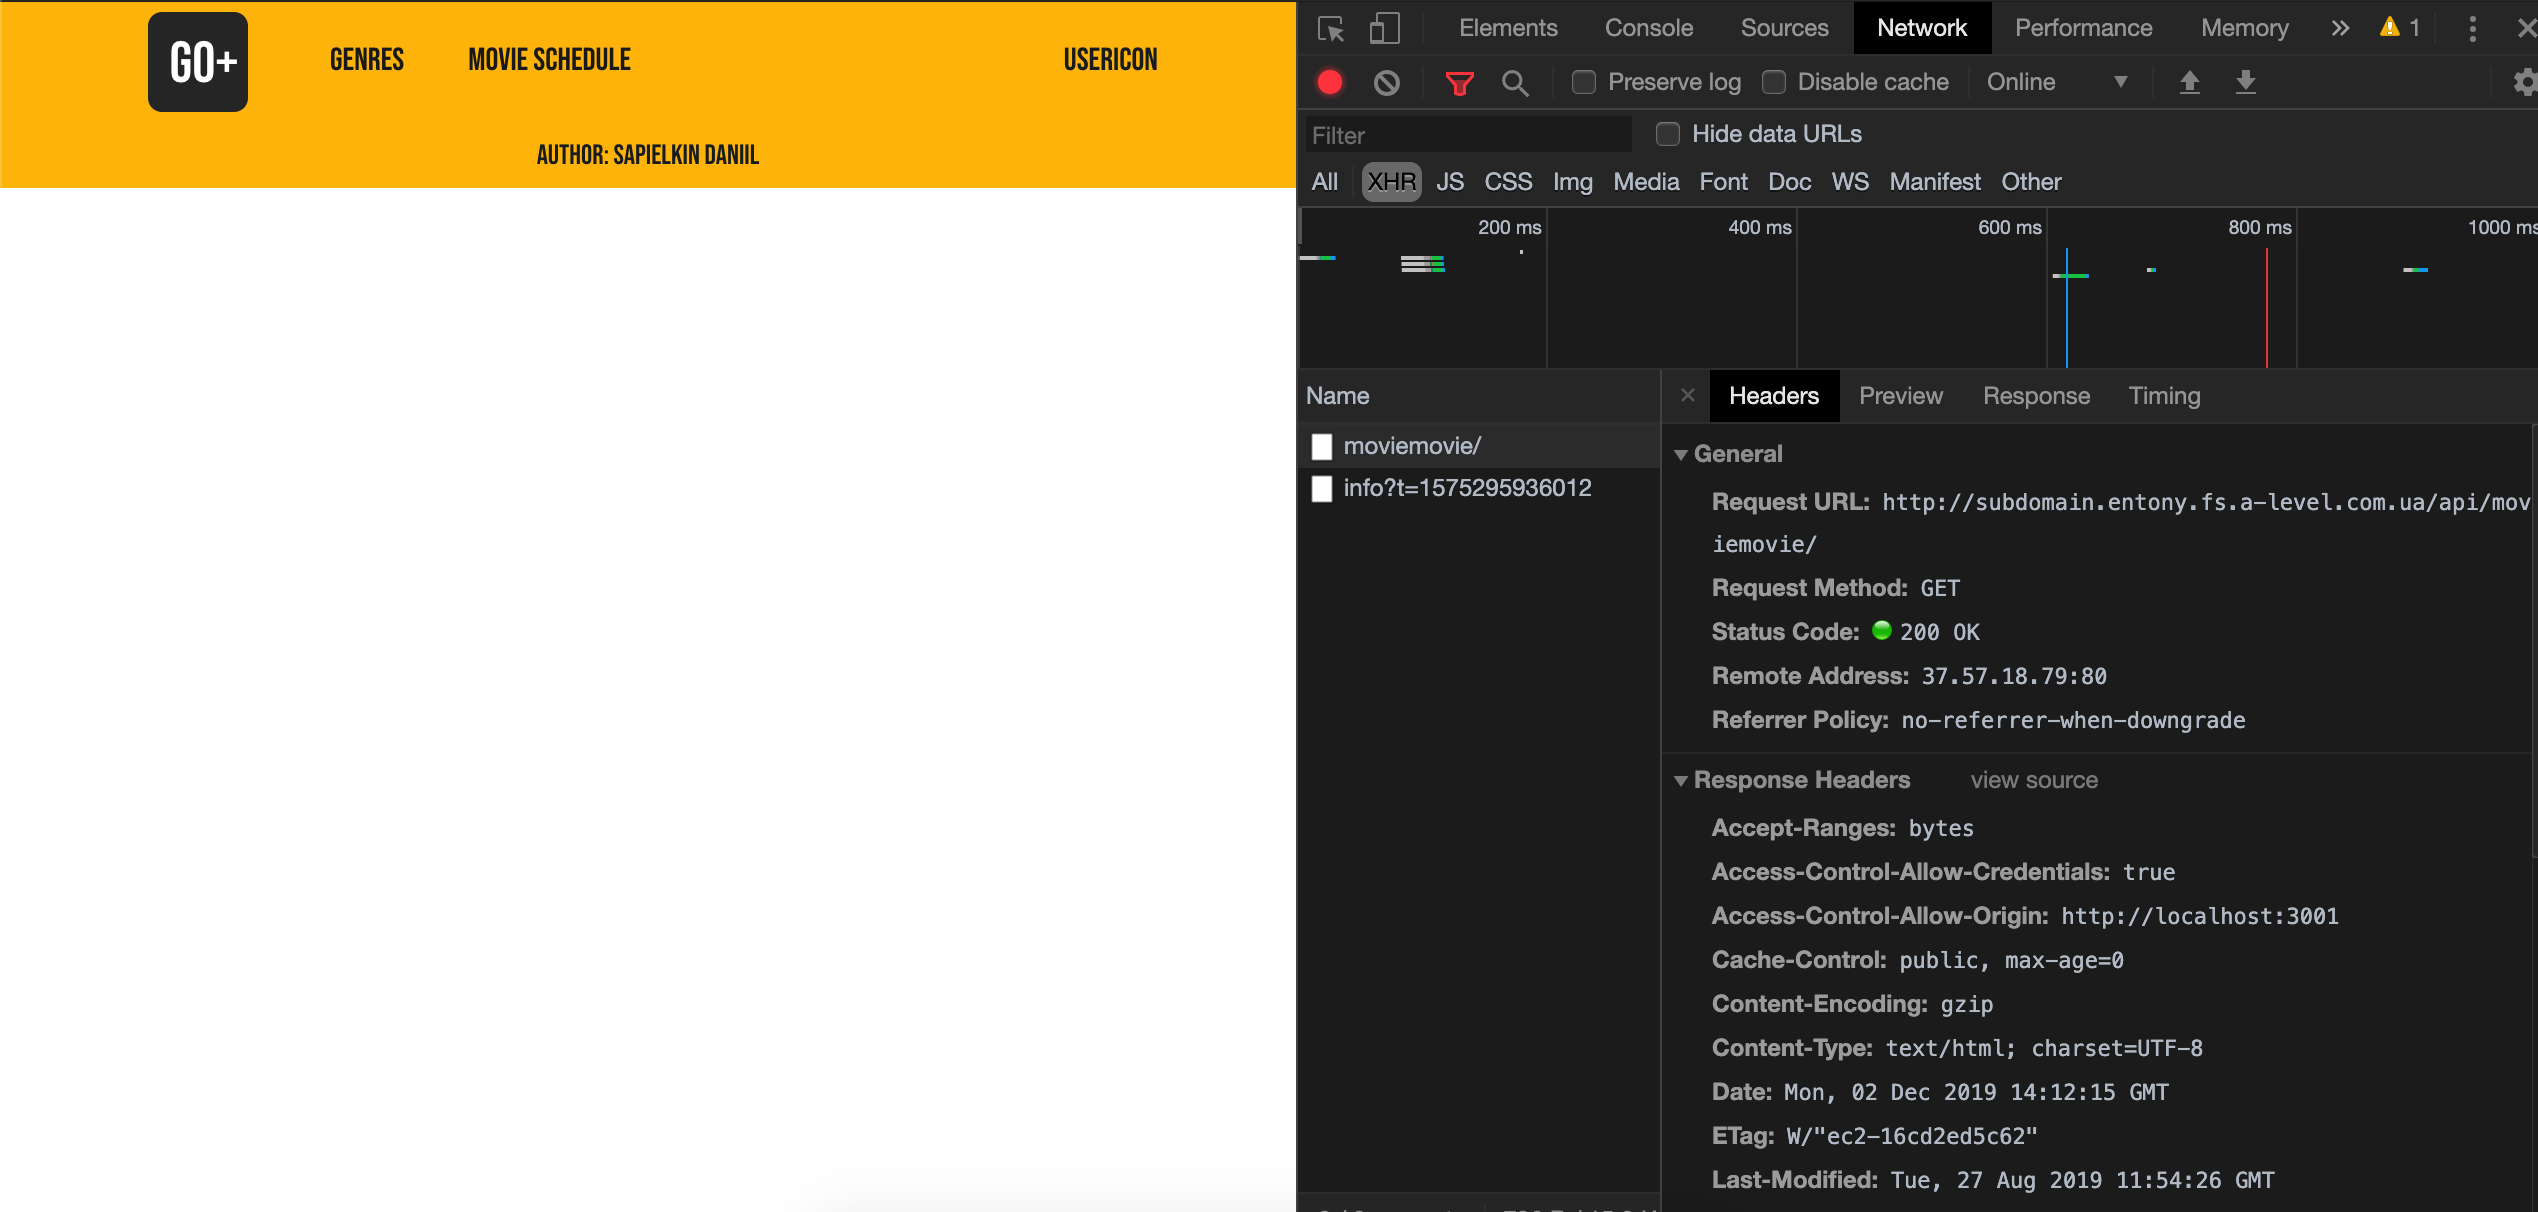 GO+
GENRES
MOVIE SCHEDULE
USERICON
AUTHOR: SAPIELKIN DANIIL
Elements Console Sources Network Performance Memory 1
Preserve log Disable cache Online
Filter Hide data URLs
All XHR JS CSS Img Media Font Doc WS Manifest Other
200 ms 400 ms 600 ms 800 ms 1000 ms
Name
moviemovie/
info?t=1575295936012
Headers Preview Response Timing
General
Request URL: http://subdomain.entony.fs.a-level.com.ua/api/mov
iemovie/
Request Method: GET
Status Code: 200 OK
Remote Address: 37.57.18.79:80
Referrer Policy: no-referrer-when-downgrade
Response Headers view source
Accept-Ranges: bytes
Access-Control-Allow-Credentials: true
Access-Control-Allow-Origin: http://localhost:3001
Cache-Control: public, max-age=0
Content-Encoding: gzip
Content-Type: text/html; charset=UTF-8
Date: Mon, 02 Dec 2019 14:12:15 GMT
ETag: W/"ec2-16cd2ed5c62"
Last-Modified: Tue, 27 Aug 2019 11:54:26 GMT